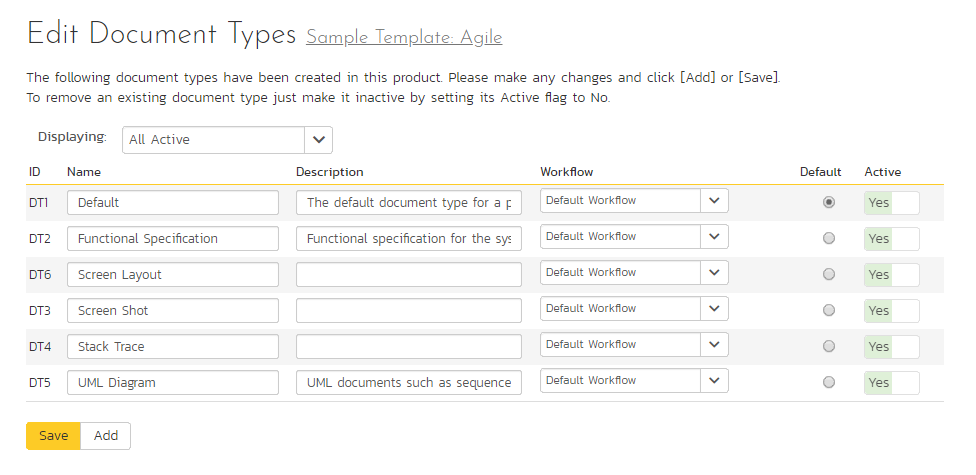 Edit Document Types Sample Template: Agile
The following document types have been created in this product. Please make any changes and click [Add] or [Save].
To remove an existing document type just make it inactive by setting its Active flag to No.
Displaying: All Active
ID Name Description Workflow Default Active
DT1 Default The default document type for a p Default Workflow Yes
DT2 Functional Specification Functional specification for the sys Default Workflow Yes
DT6 Screen Layout Default Workflow Yes
DT3 Screen Shot Default Workflow Yes
DT4 Stack Trace Default Workflow Yes
DT5 UML Diagram UML documents such as sequence Default Workflow Yes
Save Add